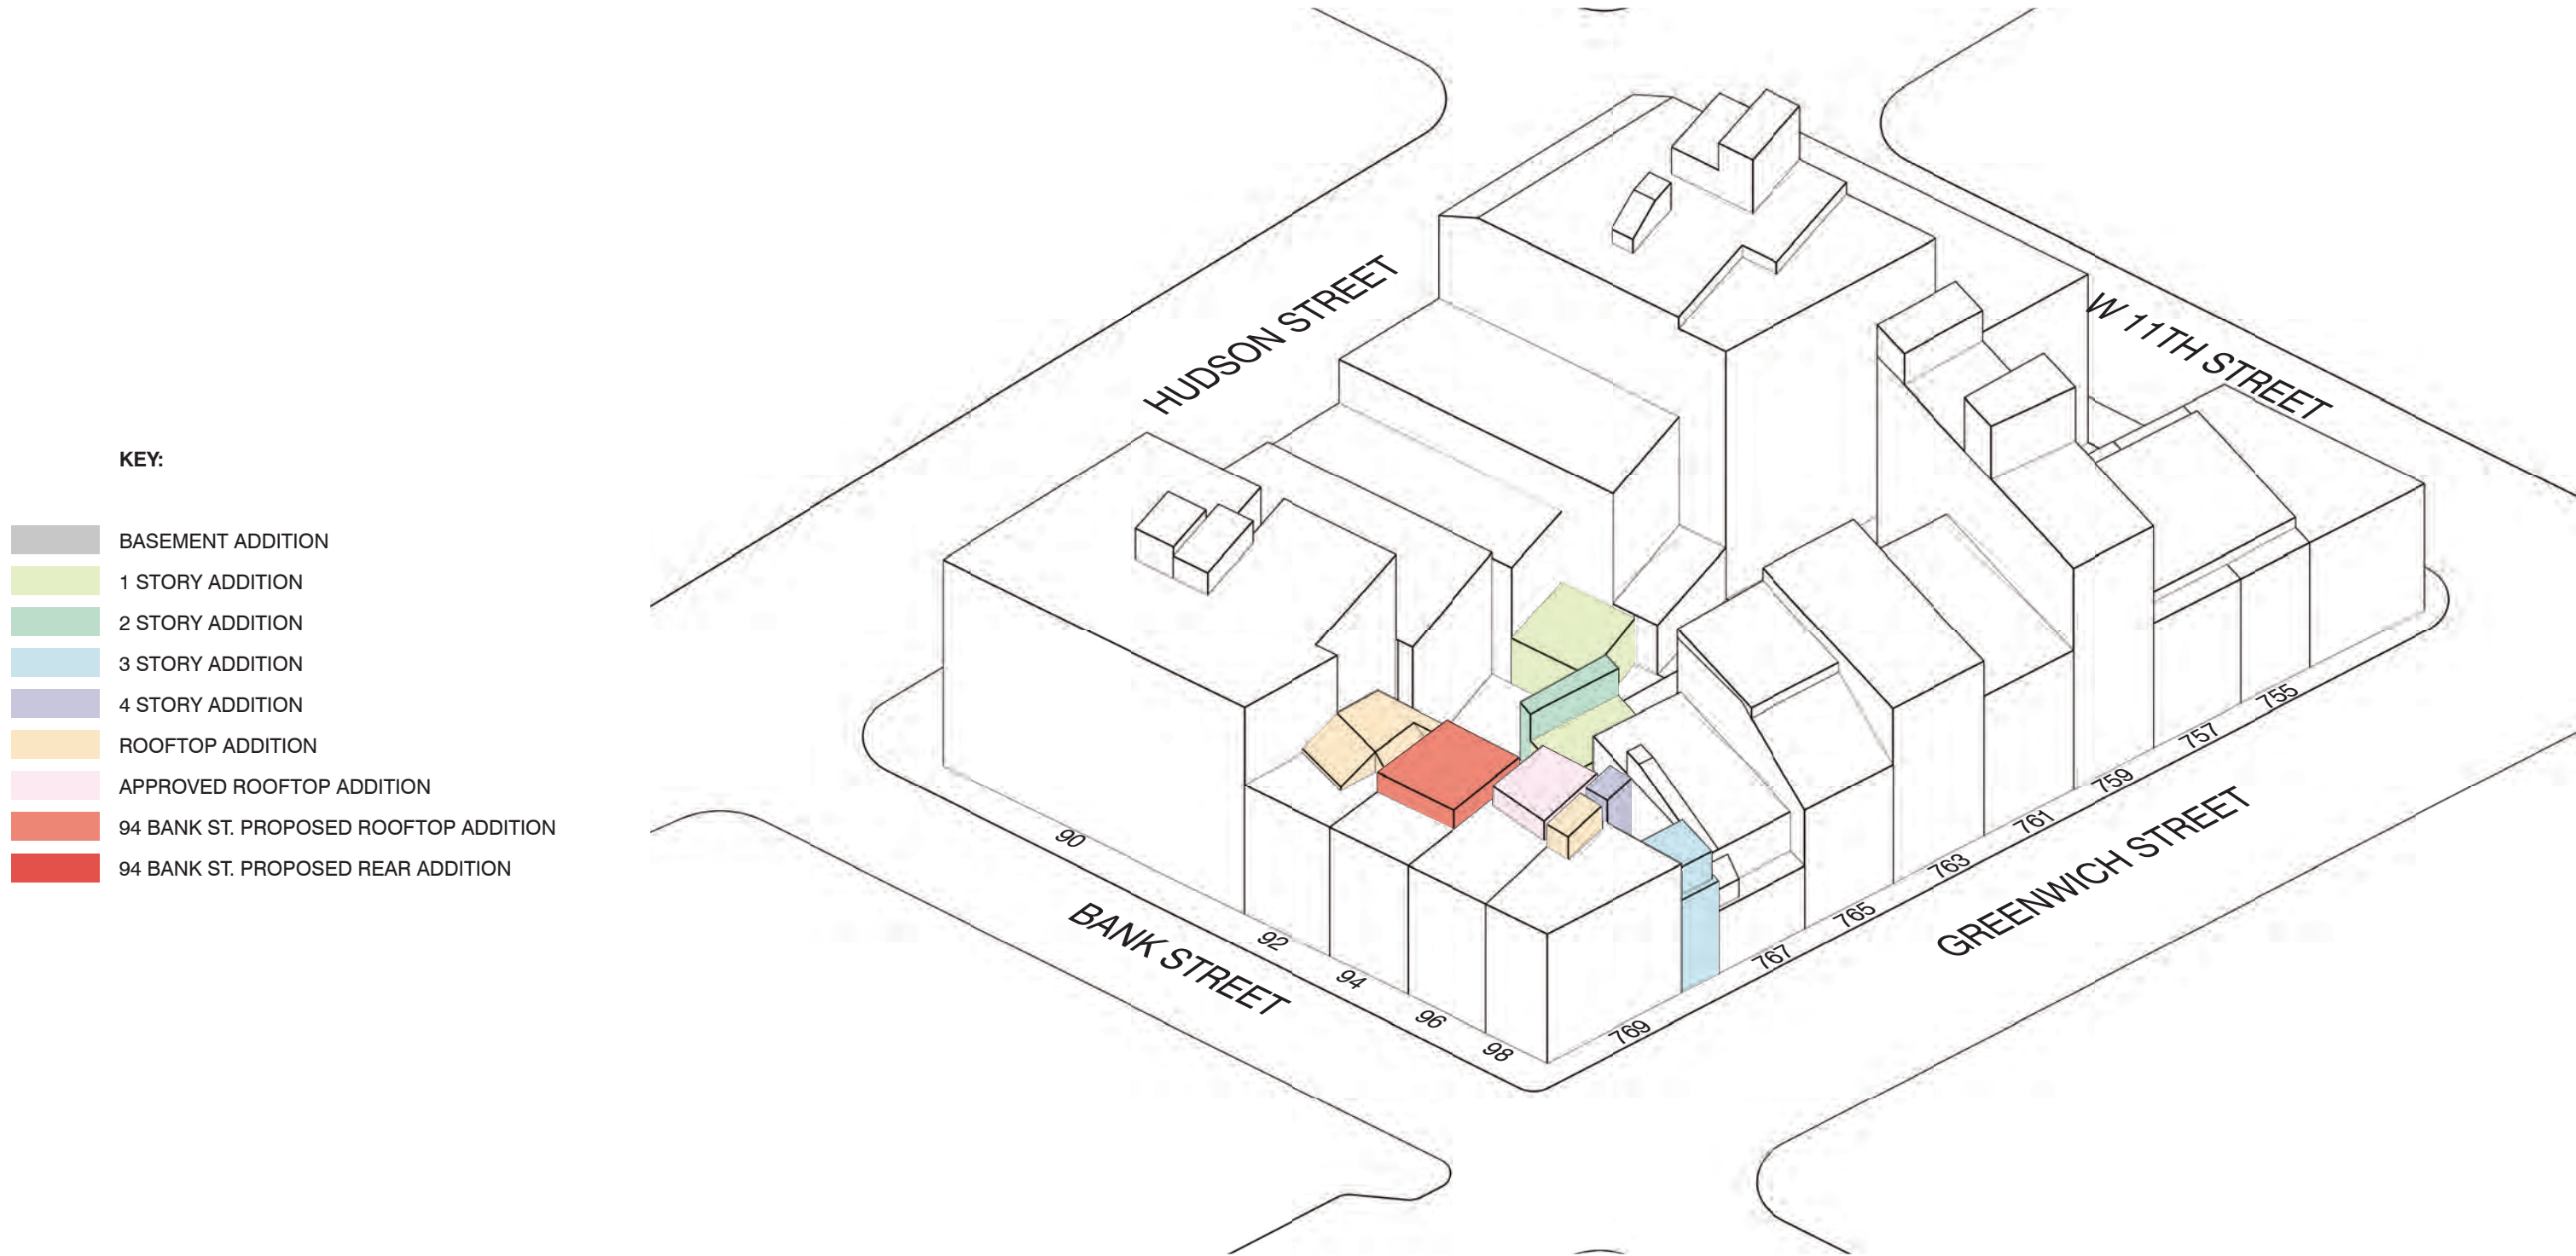 KEY:
BASEMENT ADDITION
1 STORY ADDITION
2 STORY ADDITION
3 STORY ADDITION
4 STORY ADDITION
ROOFTOP ADDITION
APPROVED ROOFTOP ADDITION
94 BANK ST. PROPOSED ROOFTOP ADDITION
94 BANK ST. PROPOSED REAR ADDITION
HUDSON STREET
W 11TH STREET
BANK STREET
GREENWICH STREET
90
92
94
96
98
769
767
765
763
761
759
757
755